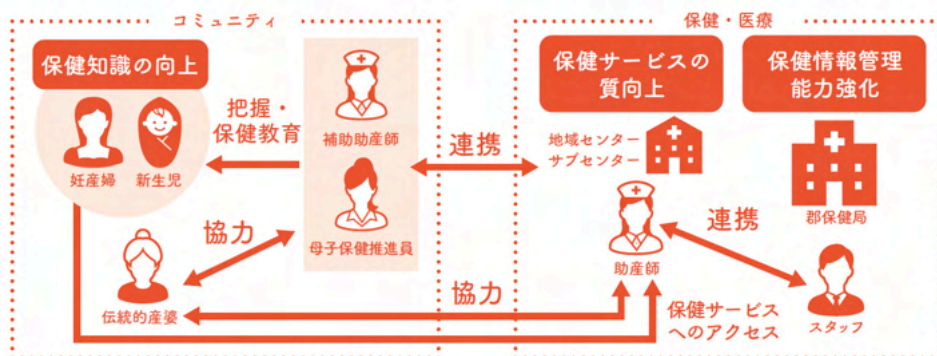 コミュニティ
保健・医療
保健知識の向上
妊産婦
新生児
把握・
保健教育
補助助産師
母子保健推進員
協力
伝統的産婆
連携
協力
保健サービスの
質向上
保健情報管理
能力強化
地域センター
サブセンター
郡保健局
助産師
連携
保健サービス
へのアクセス
スタッフ